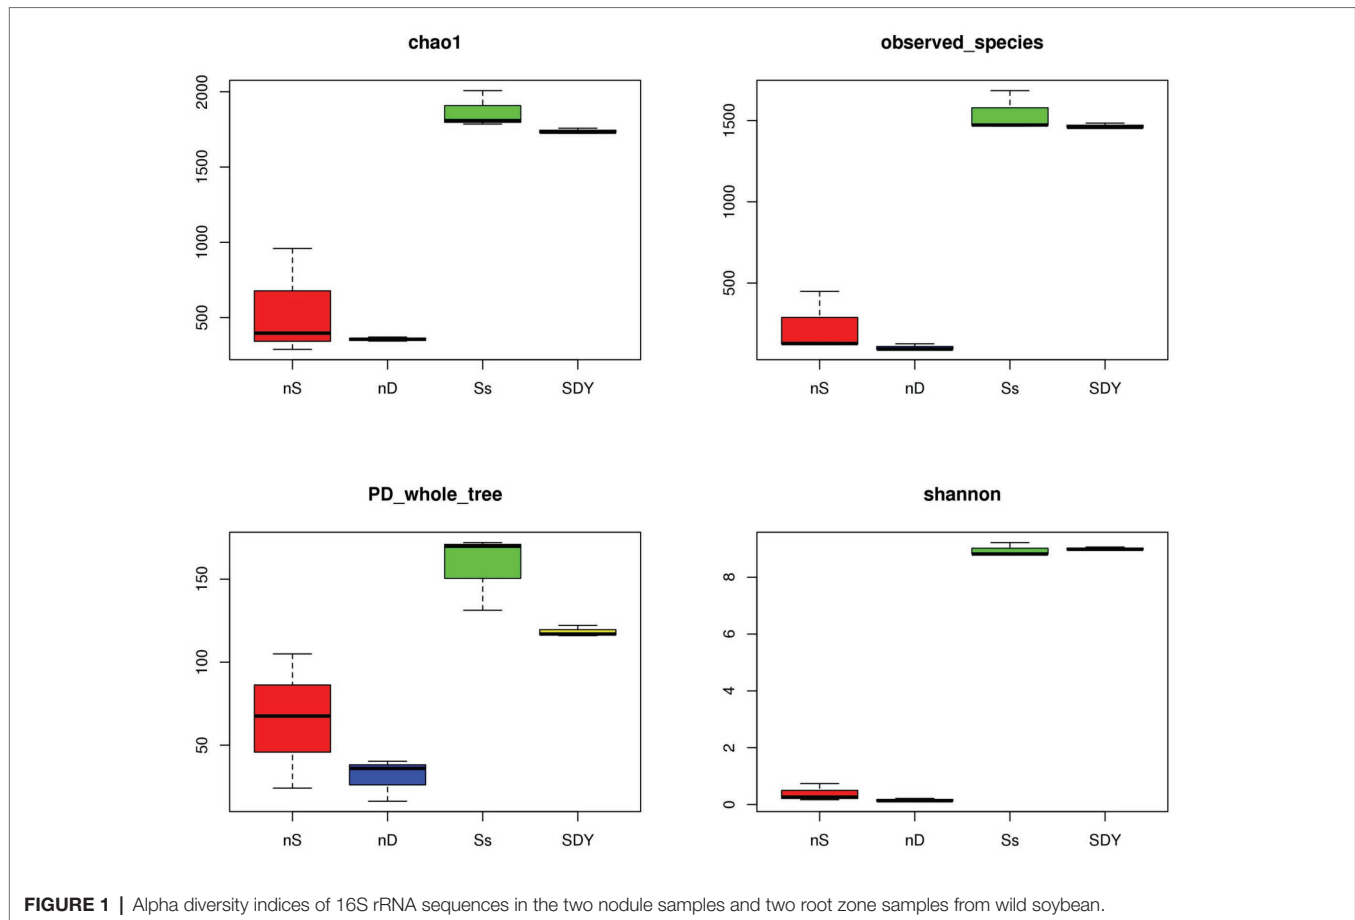 chao1
2000
1500
1000
500
nS nD Ss SDY
observed_species
1500
1000
500
nS nD Ss SDY
PD_whole_tree
150
100
50
nS nD Ss SDY
shannon
8
6
4
2
0
nS nD Ss SDY
FIGURE 1 | Alpha diversity indices of 16S rRNA sequences in the two nodule samples and two root zone samples from wild soybean.